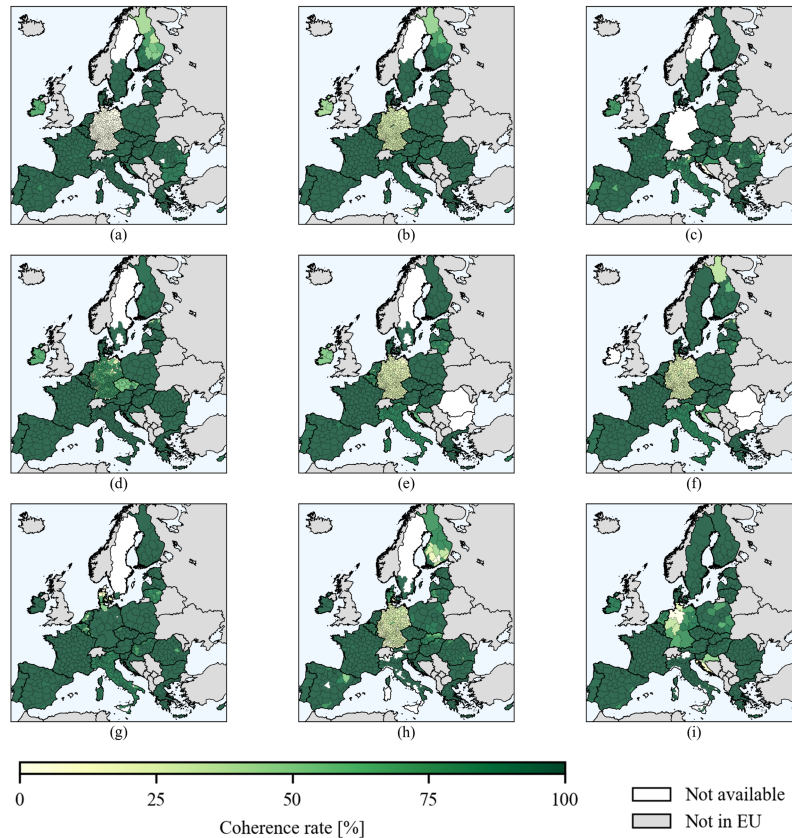 (a) (b) (c)
(d) (e) (f)
(g) (h) (i)
0 25 50 75 100
Coherence rate [%]
Not available
Not in EU